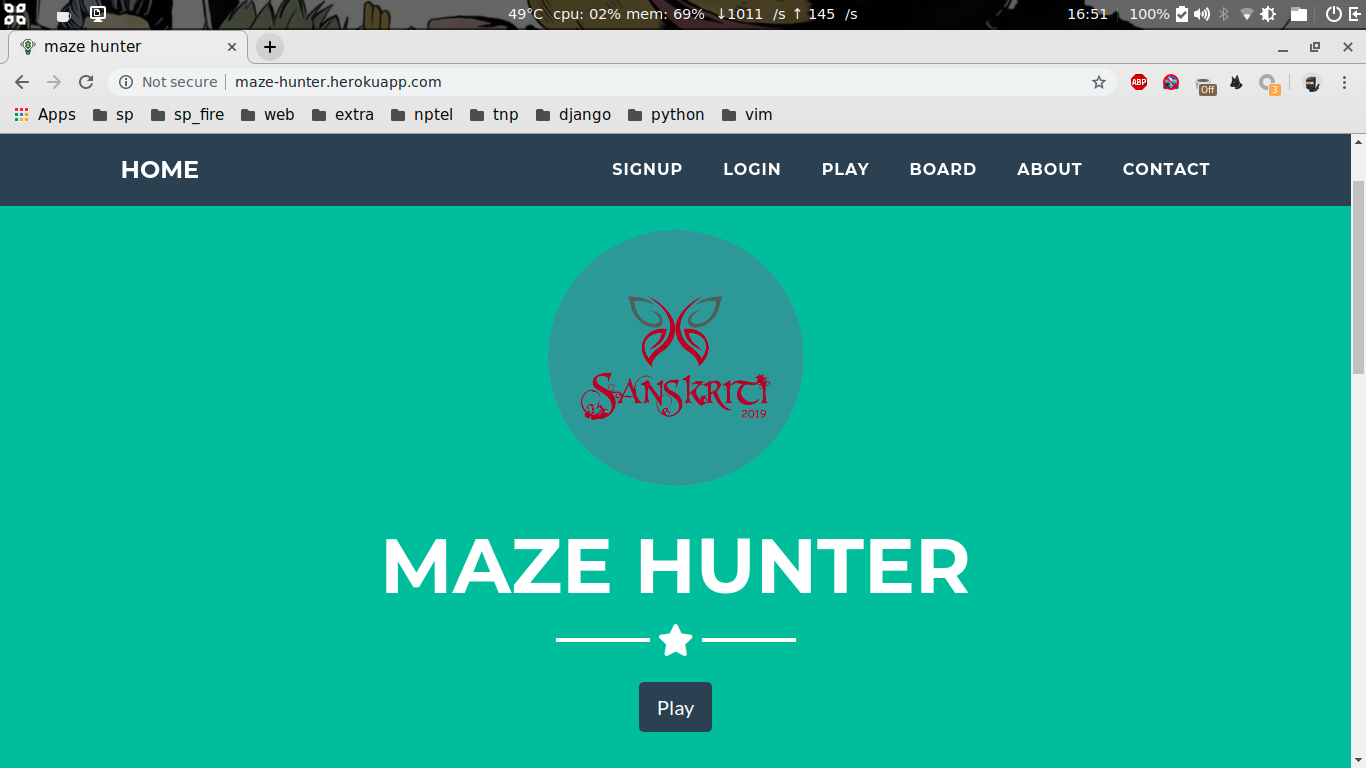 49°C cpu: 02% mem: 69% ↓1011 /s ↑ 145 /s 16:51 100%
maze hunter
Not secure maze-hunter.herokuapp.com ABP Off 3
Apps sp sp_fire web extra nptel tnp django python vim
HOME SIGNUP LOGIN PLAY BOARD ABOUT CONTACT
SANSKRITI
2019
MAZE HUNTER
Play